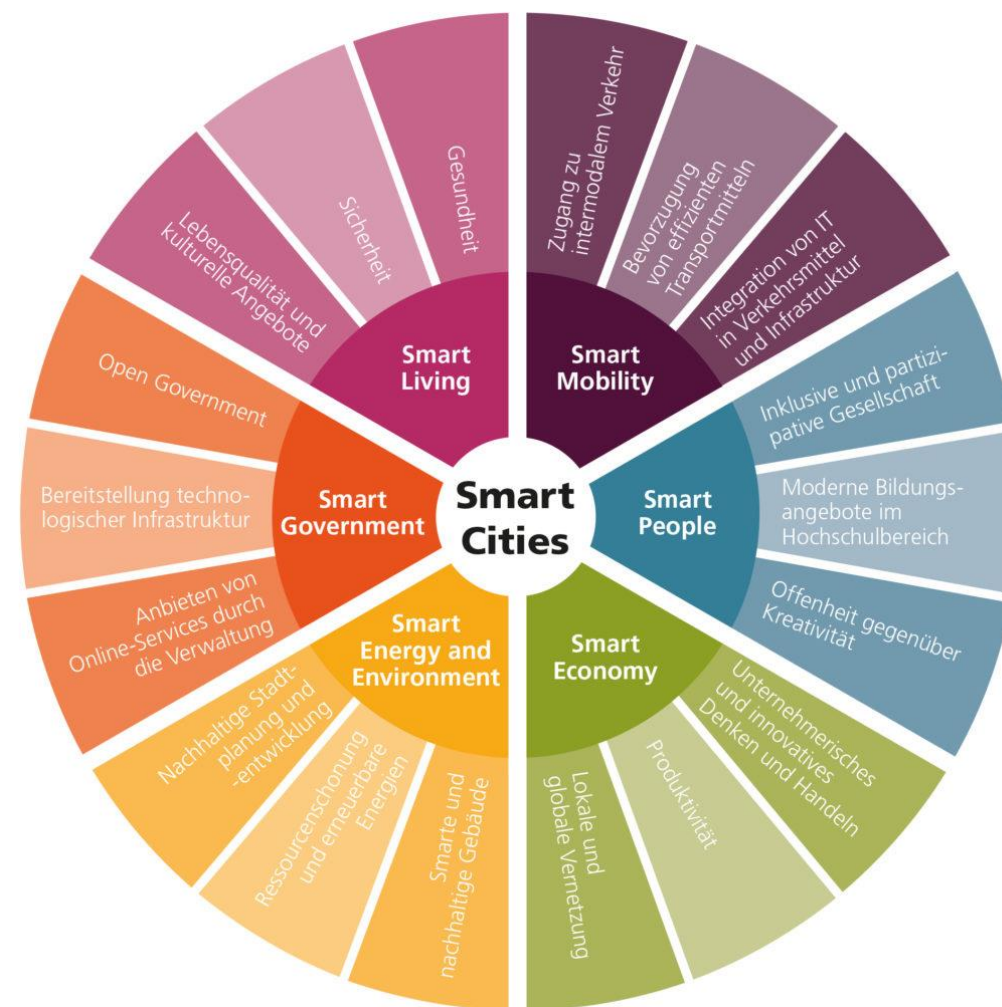 Smart
Cities
Smart
Mobility
Zugang zu
intermodalem Verkehr
Bevorzugung
von effizienten
Transportmitteln
Integration von IT
in Verkehrsmittel
und Infrastruktur
Smart
People
Inklusive und partizi-
pative Gesellschaft
Moderne Bildungs-
angebote im
Hochschulbereich
Offenheit gegenüber
Kreativität
Smart
Economy
Unternehmerisches
und innovatives
Denken und Handeln
Produktivität
Lokale und
globale Vernetzung
Smart
Energy and
Environment
Smarte und
nachhaltige Gebäude
Ressourcenschonung
und erneuerbare
Energien
Nachhaltige Stadt-
planung und
-entwicklung
Smart
Government
Anbieten von
Online-Services durch
die Verwaltung
Bereitstellung techno-
logischer Infrastruktur
Open Government
Smart
Living
Lebensqualität und
kulturelle Angebote
Sicherheit
Gesundheit